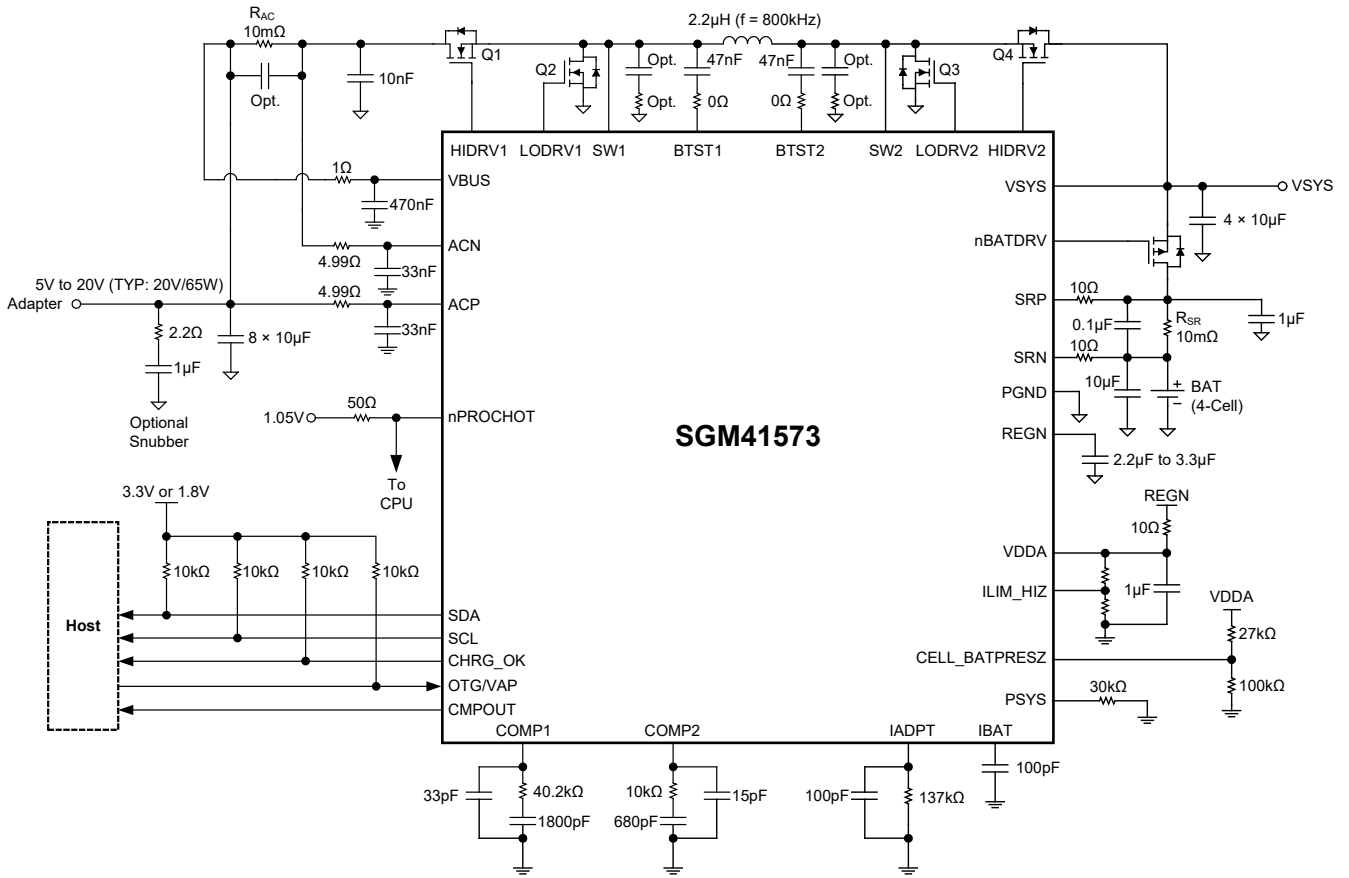 R_AC
10mΩ
2.2µH (f = 800kHz)
Q1
Q4
Opt.
10nF
Q2
Opt.
47nF
47nF
Opt.
Q3
Opt.
0Ω
0Ω
Opt.
HIDRV1
LODRV1
SW1
BTST1
BTST2
SW2
LODRV2
HIDRV2
1Ω
VBUS
470nF
VSYS
VSYS
4 × 10µF
ACN
4.99Ω
33nF
nBATDRV
5V to 20V (TYP: 20V/65W)
Adapter
4.99Ω
ACP
33nF
2.2Ω
8 × 10µF
1µF
Optional
Snubber
SRP
10Ω
0.1µF
R_SR
10mΩ
1µF
SRN
10Ω
10µF
BAT
(4-Cell)
+
−
PGND
REGN
2.2µF to 3.3µF
1.05V
50Ω
nPROCHOT
To
CPU
SGM41573
3.3V or 1.8V
10kΩ
10kΩ
10kΩ
10kΩ
REGN
10Ω
VDDA
ILIM_HIZ
1µF
VDDA
27kΩ
CELL_BATPRESZ
100kΩ
PSYS
30kΩ
Host
SDA
SCL
CHRG_OK
OTG/VAP
CMPOUT
COMP1
COMP2
IADPT
IBAT
33pF
40.2kΩ
1800pF
10kΩ
680pF
15pF
100pF
137kΩ
100pF